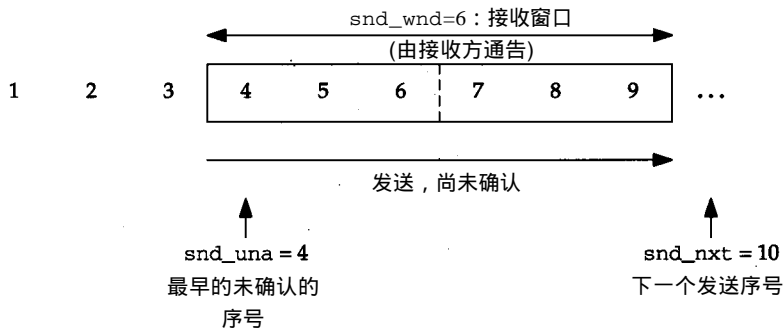 snd_wnd=6：接收窗口
(由接收方通告)
1 2 3 4 5 6 7 8 9 ...
发送，尚未确认
snd_una = 4
最早的未确认的
序号
snd_nxt = 10
下一个发送序号